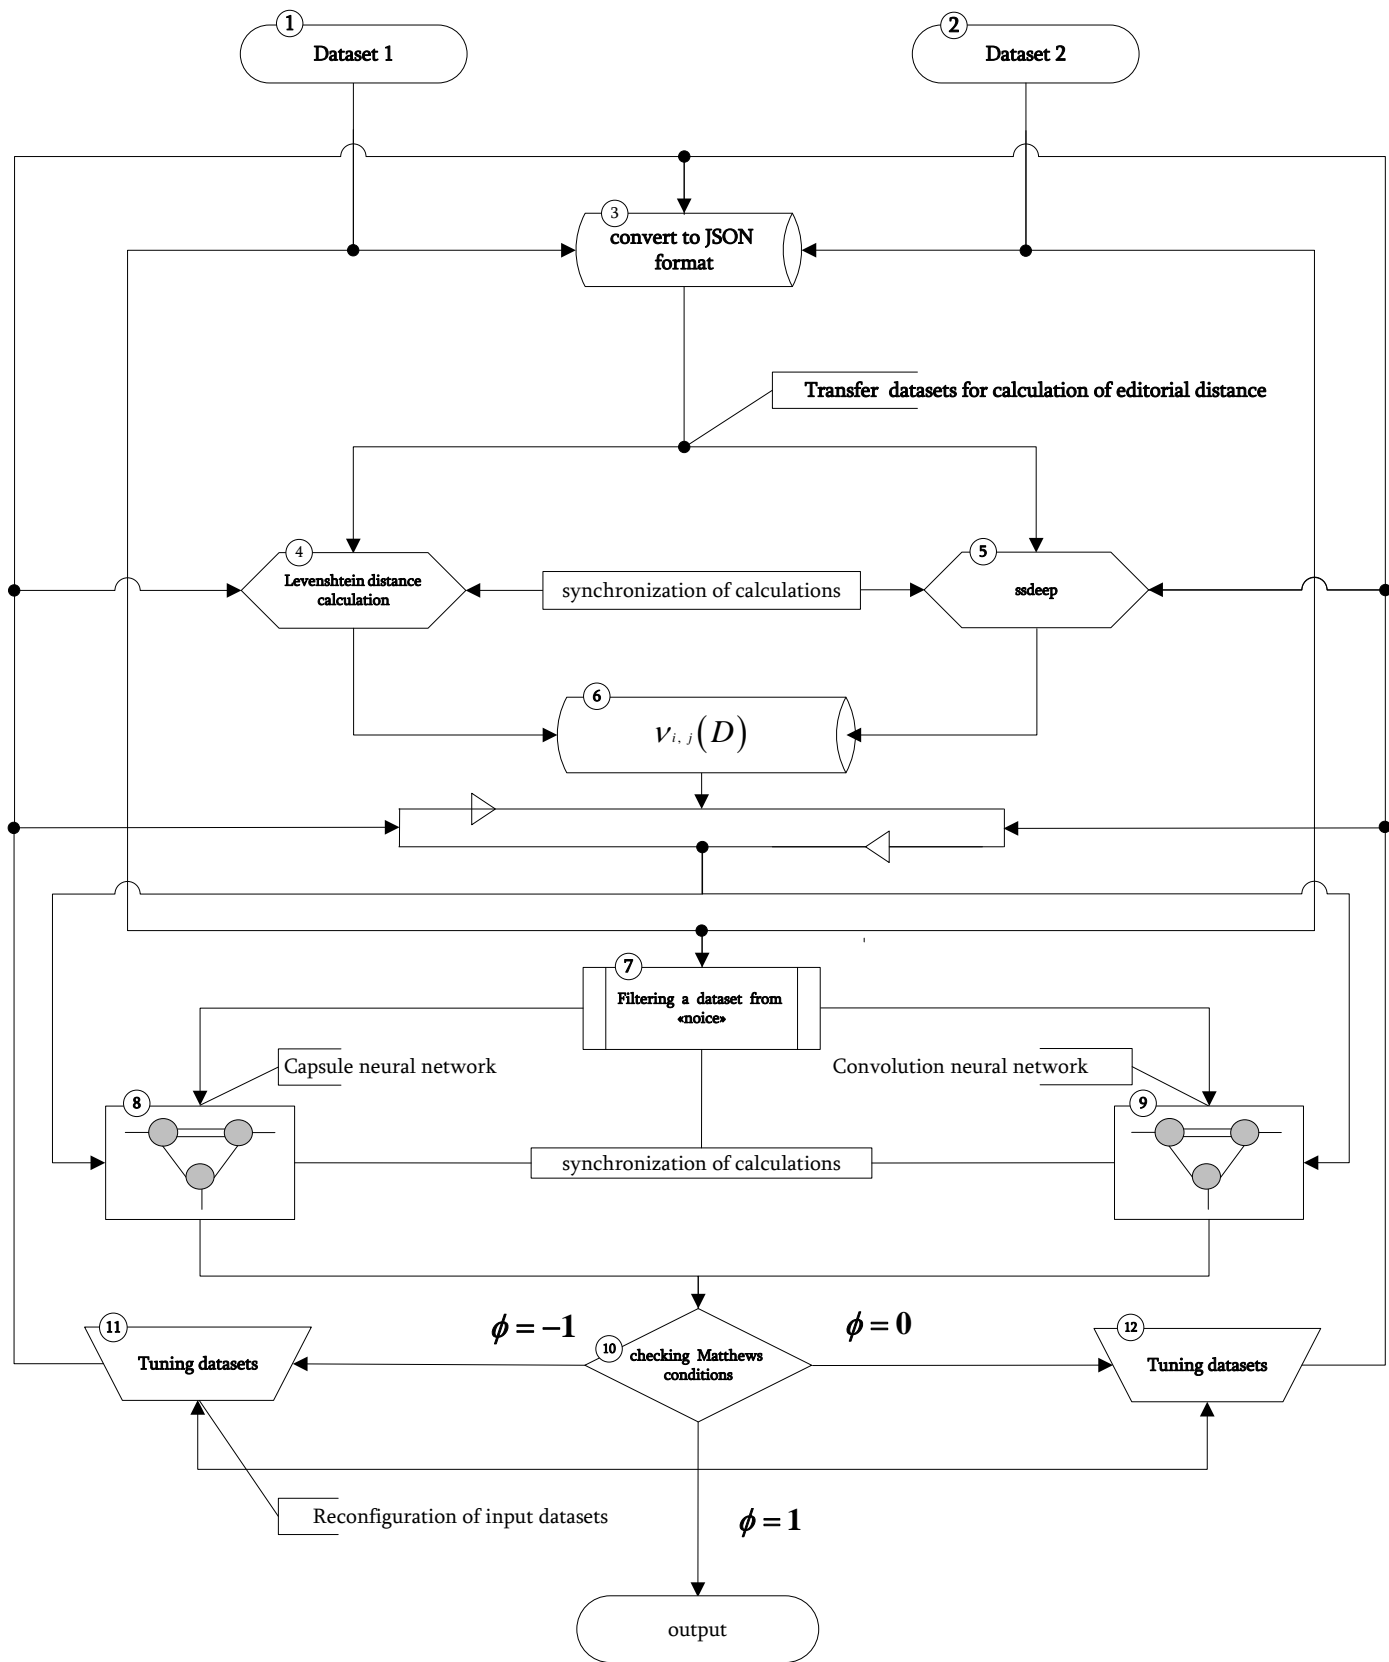 1
Dataset 1
2
Dataset 2
3
convert to JSON
format
Transfer datasets for calculation of editorial distance
4
Levenshtein distance
calculation
synchronization of calculations
5
ssdeep
6
ν i, j (D)
7
Filtering a dataset from
«noice»
Capsule neural network
Convolution neural network
8
9
synchronization of calculations
ϕ = −1
ϕ = 0
11
Tuning datasets
10
checking Matthews
conditions
12
Tuning datasets
Reconfiguration of input datasets
ϕ = 1
output